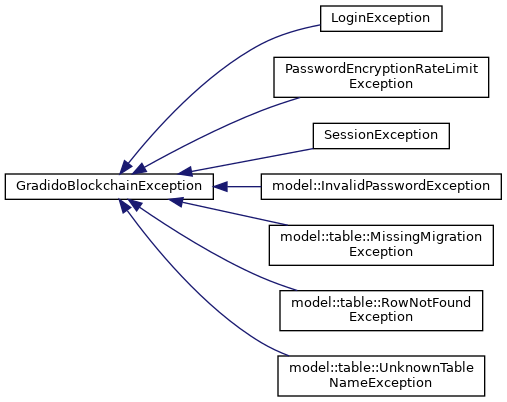 LoginException
PasswordEncryptionRateLimit
Exception
SessionException
GradidoBlockchainException
model::InvalidPasswordException
model::table::MissingMigration
Exception
model::table::RowNotFound
Exception
model::table::UnknownTable
NameException